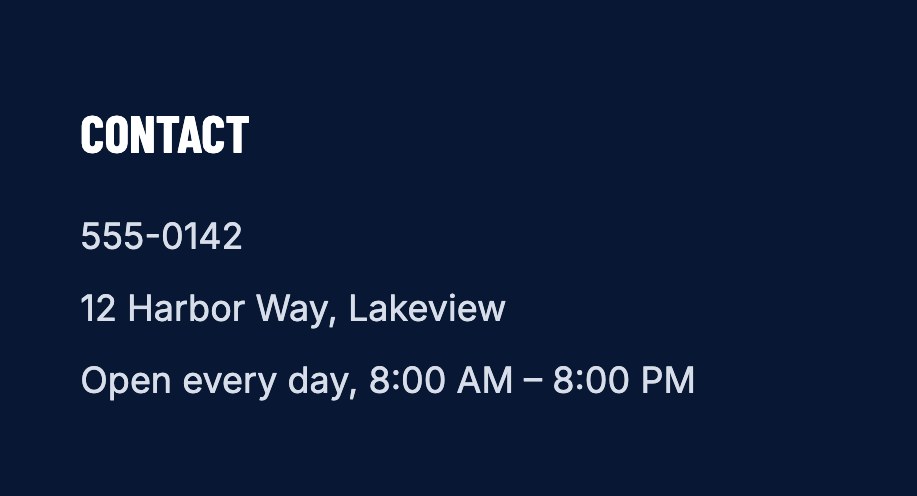 CONTACT
555-0142
12 Harbor Way, Lakeview
Open every day, 8:00 AM – 8:00 PM